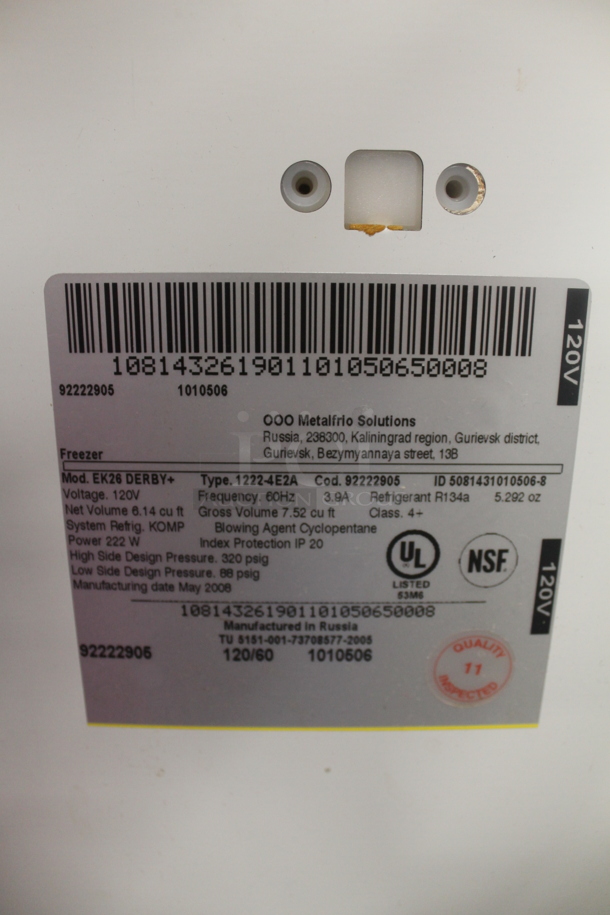 120V
1081432619011010506​50008
92222905 1010506
OOO Metalfrio Solutions
Russia, 238300, Kaliningrad region, Gurievsk district,
Freezer Gurievsk, Bezymyannaya street, 13B
Mod. EK26 DERBY+ Type. 1222-4E2A Cod. 92222905 ID 5081431010506-8
Voltage. 120V Frequency. 60Hz 3.9A Refrigerant R134a 5.292 oz
Net Volume 6.14 cu ft Gross Volume 7.52 cu ft Class. 4+
System Refrig. KOMP Blowing Agent Cyclopentane
Power 222 W Index Protection IP 20
High Side Design Pressure. 320 psig
Low Side Design Pressure. 88 psig
Manufacturing date May 2006
UL
LISTED
53M6
NSF.
120V
108143261901101050650008
Manufactured in Russia
TU 5151-001-73708577-2005
92222905 120/60 1010506
QUALITY
11
INSPECTED